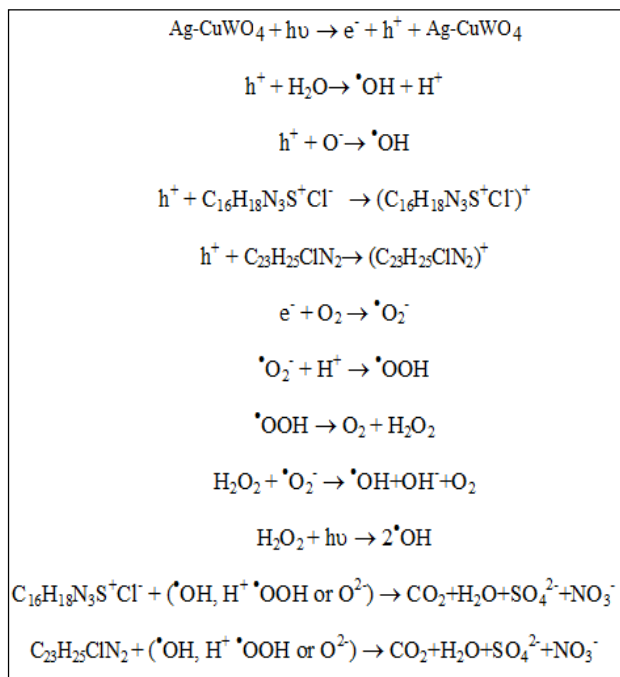 Ag-CuWO₄ + hυ → e⁻ + h⁺ + Ag-CuWO₄
h⁺ + H₂O → •OH + H⁺
h⁺ + O⁻ → •OH
h⁺ + C₁₆H₁₈N₃S⁺Cl⁻ → (C₁₆H₁₈N₃S⁺Cl⁻)⁺
h⁺ + C₂₃H₂₅ClN₂ → (C₂₃H₂₅ClN₂)⁺
e⁻ + O₂ → •O₂⁻
•O₂⁻ + H⁺ → •OOH
•OOH → O₂ + H₂O₂
H₂O₂ + •O₂⁻ → •OH+OH⁻+O₂
H₂O₂ + hυ → 2•OH
C₁₆H₁₈N₃S⁺Cl⁻ + (•OH, H⁺ •OOH or O²⁻) → CO₂+H₂O+SO₄²⁻+NO₃⁻
C₂₃H₂₅ClN₂ + (•OH, H⁺ •OOH or O²⁻) → CO₂+H₂O+SO₄²⁻+NO₃⁻